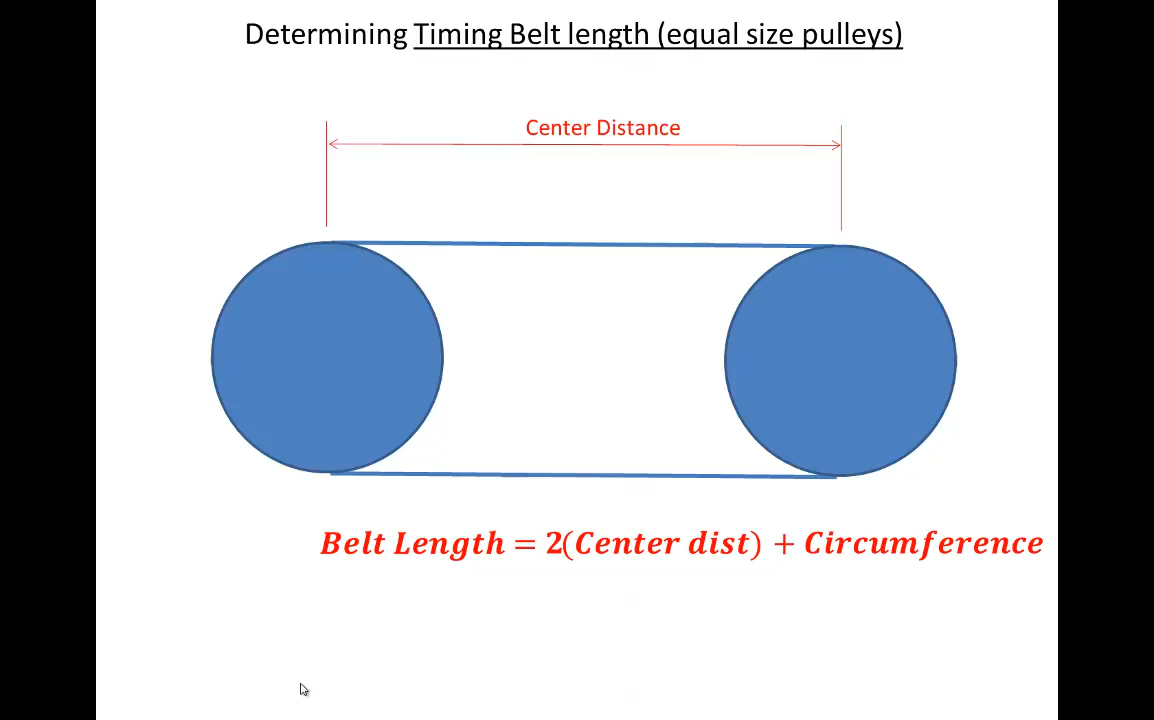 Determining Timing Belt length (equal size pulleys)
Center Distance
Belt Length = 2(Center dist) + Circumference